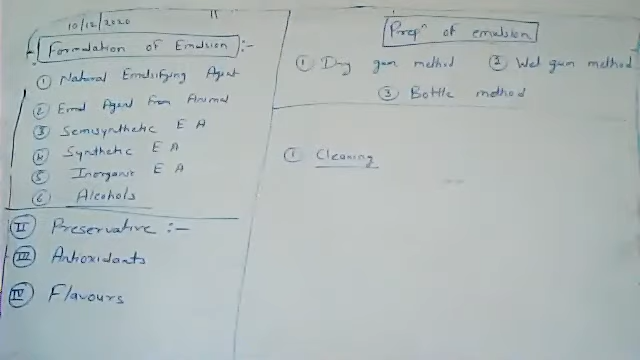 10/12/2020
Formulation of Emulsion :-
① Natural Emulsifying Agent
② Emul Agent from Animal
③ Semisynthetic E A
④ Synthetic E A
⑤ Inorganic E A
⑥ Alcohols
II Preservative :-
III Antioxidants
IV Flavours
Prepn of emulsion
① Dry gum method ② Wet gum method
③ Bottle method
① Cleaning